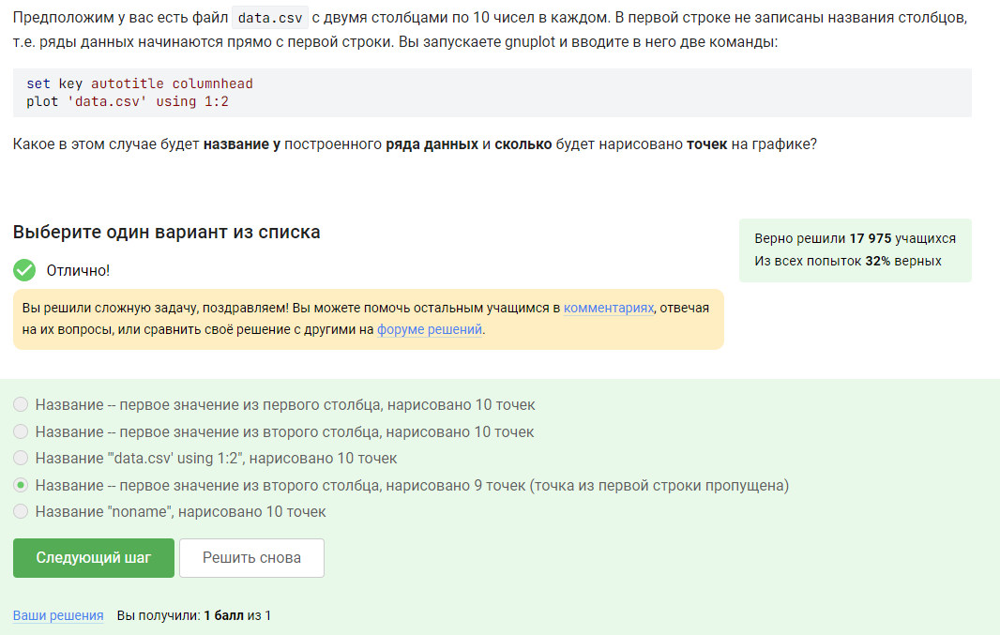 Предположим у вас есть файл data.csv с двумя столбцами по 10 чисел в каждом. В первой строке не записаны названия столбцов,
т.е. ряды данных начинаются прямо с первой строки. Вы запускаете gnuplot и вводите в него две команды:
set key autotitle columnhead
plot 'data.csv' using 1:2
Какое в этом случае будет название у построенного ряда данных и сколько будет нарисовано точек на графике?
Выберите один вариант из списка
Верно решили 17 975 учащихся
Из всех попыток 32% верных
Отлично!
Вы решили сложную задачу, поздравляем! Вы можете помочь остальным учащимся в комментариях, отвечая
на их вопросы, или сравнить своё решение с другими на форуме решений.
Название -- первое значение из первого столбца, нарисовано 10 точек
Название -- первое значение из второго столбца, нарисовано 10 точек
Название "'data.csv' using 1:2", нарисовано 10 точек
Название -- первое значение из второго столбца, нарисовано 9 точек (точка из первой строки пропущена)
Название "noname", нарисовано 10 точек
Следующий шаг
Решить снова
Ваши решения Вы получили: 1 балл из 1